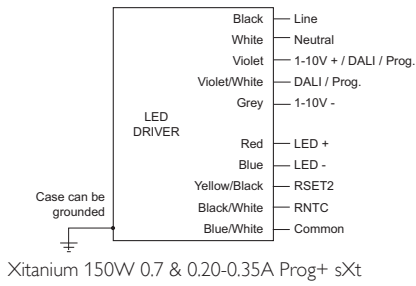 Black Line
White Neutral
Violet 1-10V + / DALI / Prog.
Violet/White DALI / Prog.
Grey 1-10V -
LED
DRIVER
Red LED +
Blue LED -
Yellow/Black RSET2
Black/White RNTC
Blue/White Common
Case can be
grounded
Xitanium 150W 0.7 & 0.20-0.35A Prog+ sXt